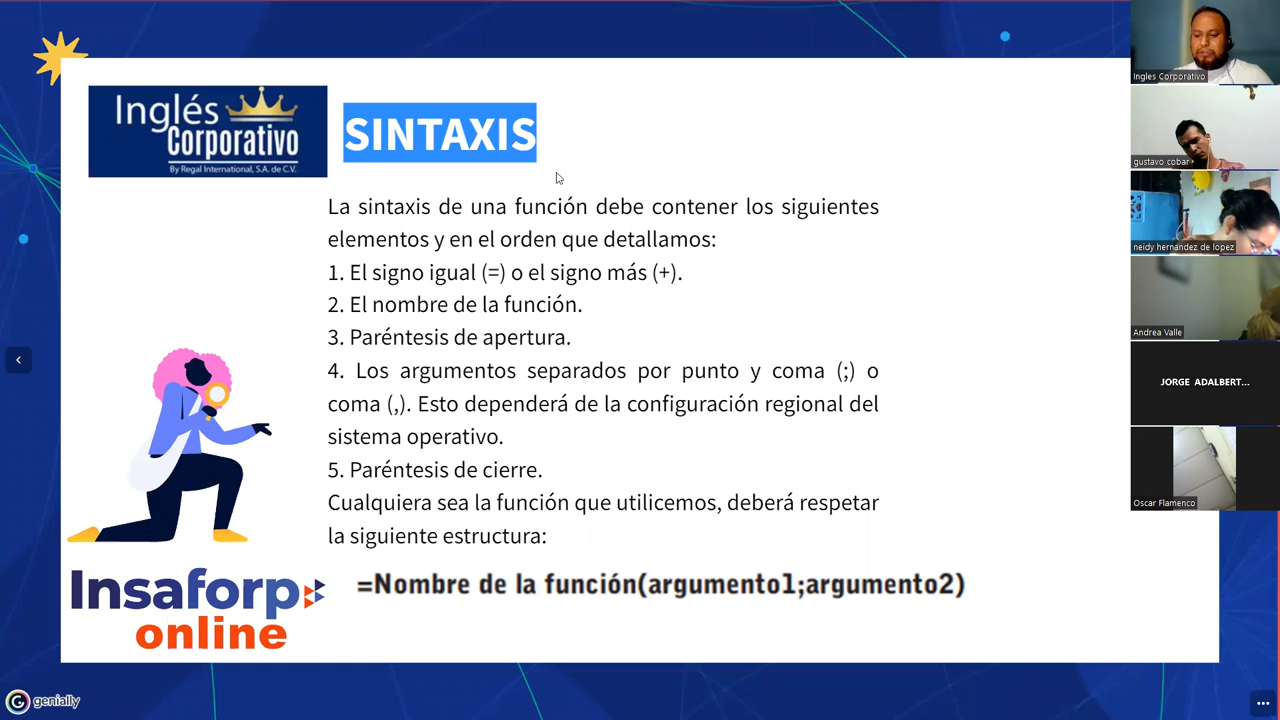 Inglés
Corporativo
By Regal International, S.A. de C.V.
SINTAXIS
La sintaxis de una función debe contener los siguientes
elementos y en el orden que detallamos:
1. El signo igual (=) o el signo más (+).
2. El nombre de la función.
3. Paréntesis de apertura.
4. Los argumentos separados por punto y coma (;) o
coma (,). Esto dependerá de la configuración regional del
sistema operativo.
5. Paréntesis de cierre.
Cualquiera sea la función que utilicemos, deberá respetar
la siguiente estructura:
=Nombre de la función(argumento1;argumento2)
Insaforp
online
genially
Ingles Corporativo
gustavo cobar
neidy hernandez de lopez
Andrea Valle
JORGE ADALBERT...
Oscar Flamenco